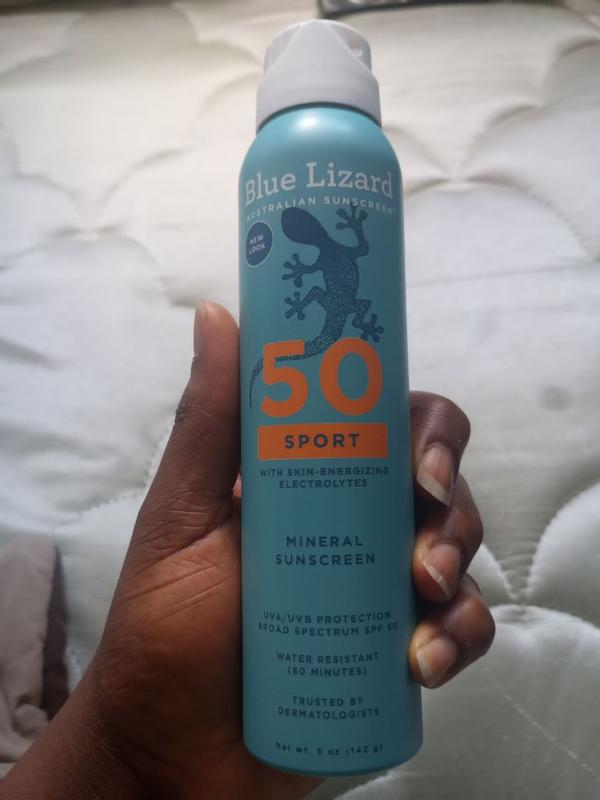 Blue Lizard
AUSTRALIAN SUNSCREEN™
NEW
LOOK
50
SPORT
WITH SKIN-ENERGIZING
ELECTROLYTES
MINERAL
SUNSCREEN
UVA/UVB PROTECTION
BROAD SPECTRUM SPF 50
WATER RESISTANT
(80 MINUTES)
TRUSTED BY
DERMATOLOGISTS
Net wt. 5 oz (142 g)